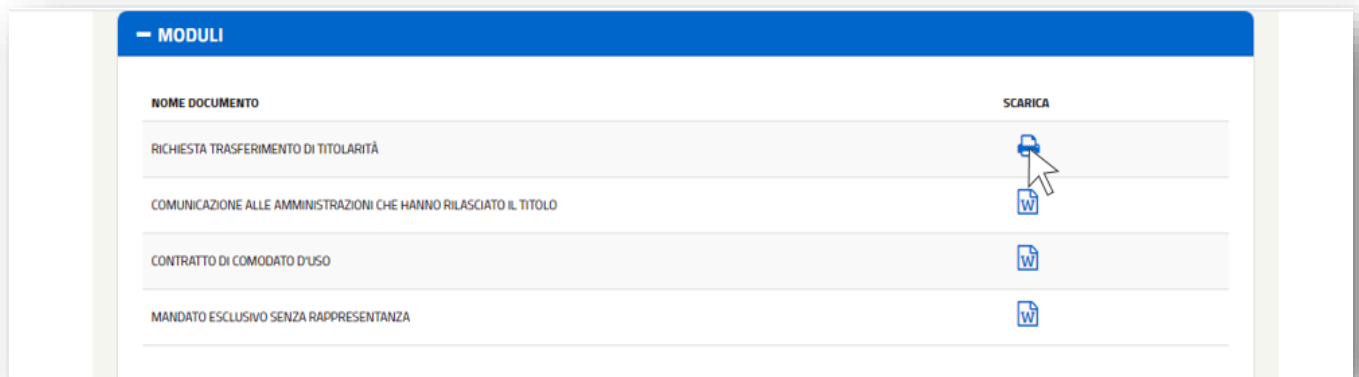 MODULI
NOME DOCUMENTO SCARICA
RICHIESTA TRASFERIMENTO DI TITOLARITÀ
COMUNICAZIONE ALLE AMMINISTRAZIONI CHE HANNO RILASCIATO IL TITOLO
W
CONTRATTO DI COMODATO D'USO
W
MANDATO ESCLUSIVO SENZA RAPPRESENTANZA
W